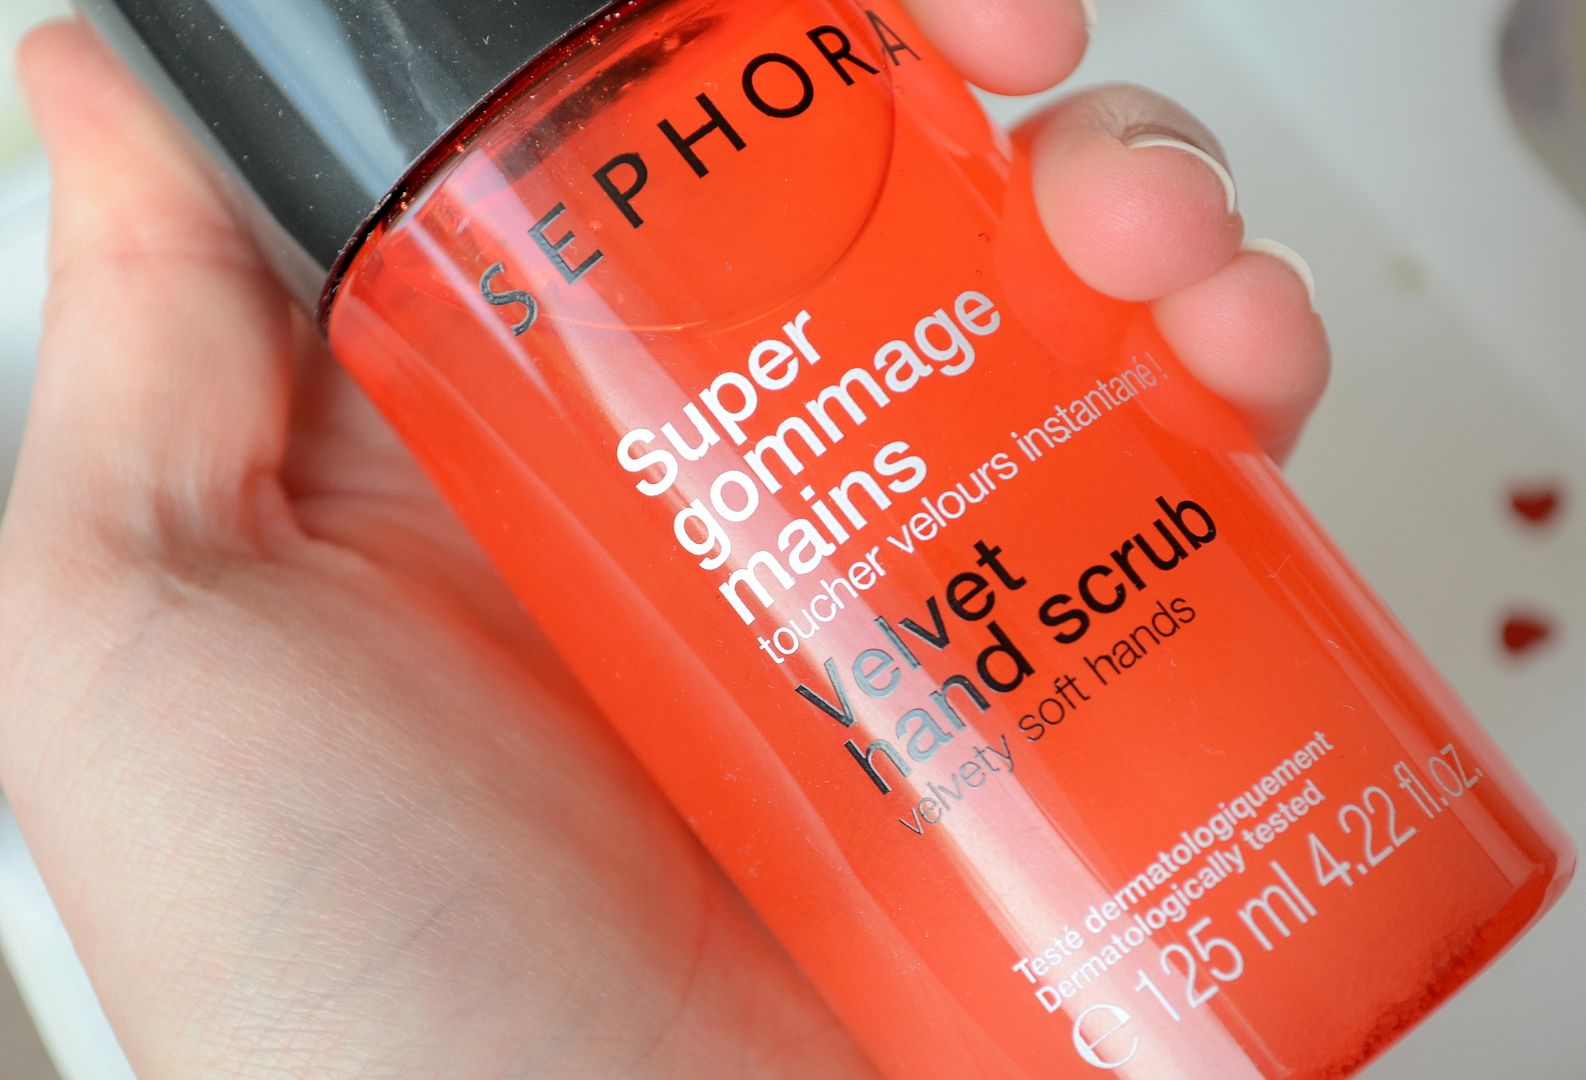 SEPHORA
Super
gommage
mains
toucher velours instantané !
Velvet
hand scrub
velvety soft hands
Testé dermatologiquement
Dermatologically tested
℮ 125 ml 4.22 fl.oz.